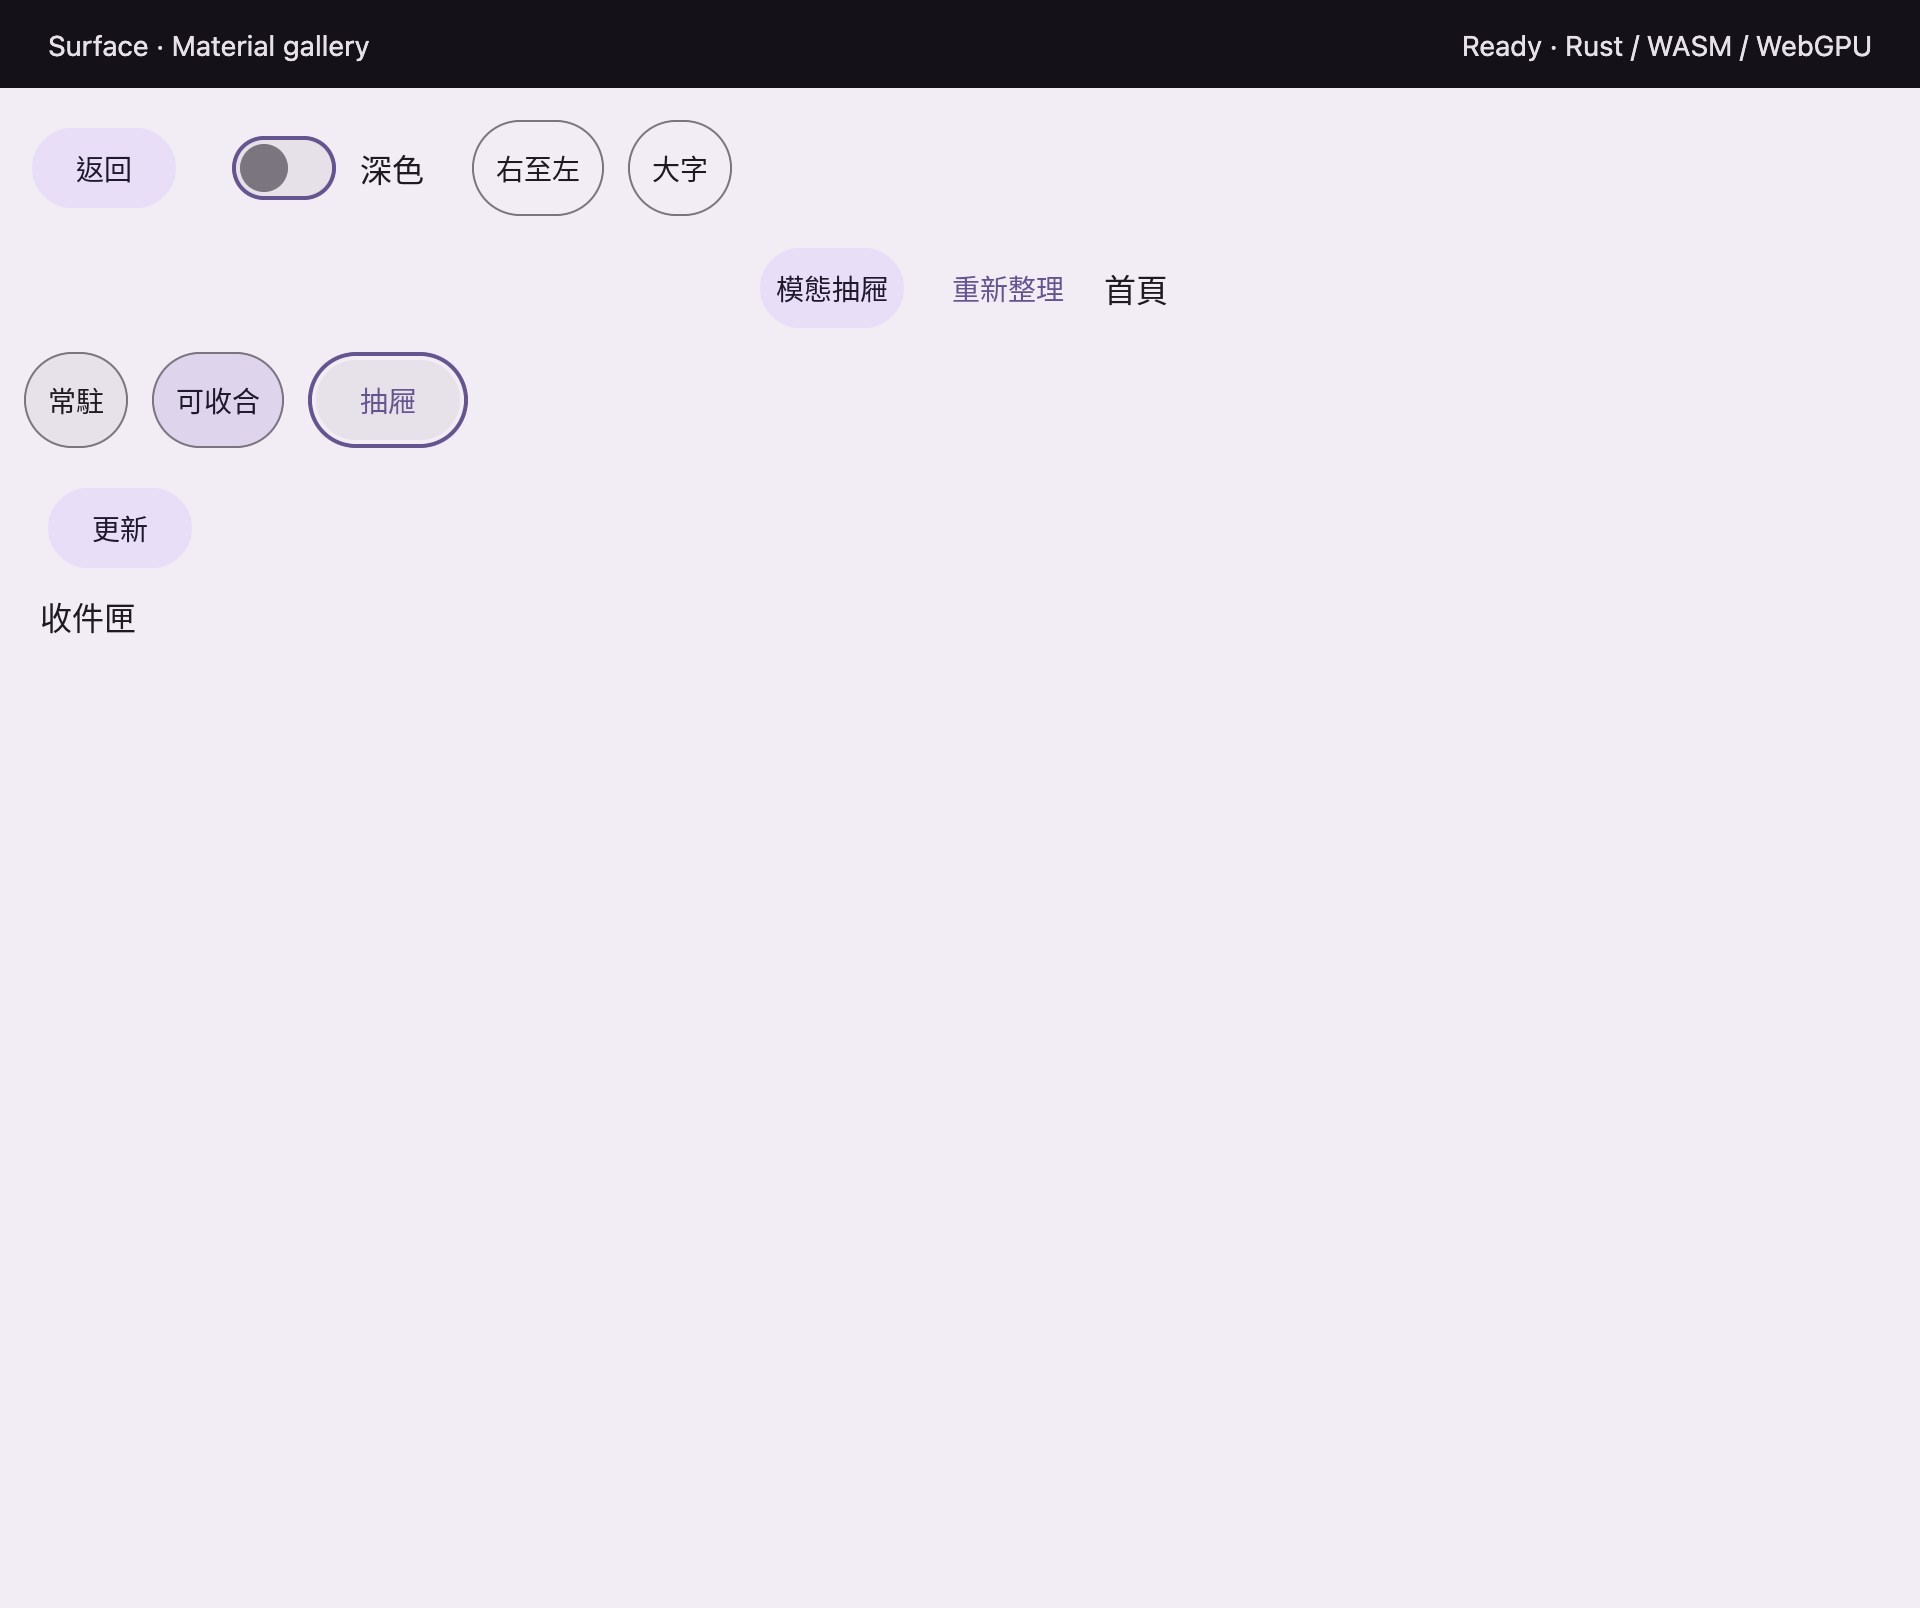 Surface · Material gallery
Ready · Rust / WASM / WebGPU
返回
深色
右至左
大字
模態抽屜
重新整理
首頁
常駐
可收合
抽屜
更新
收件匣